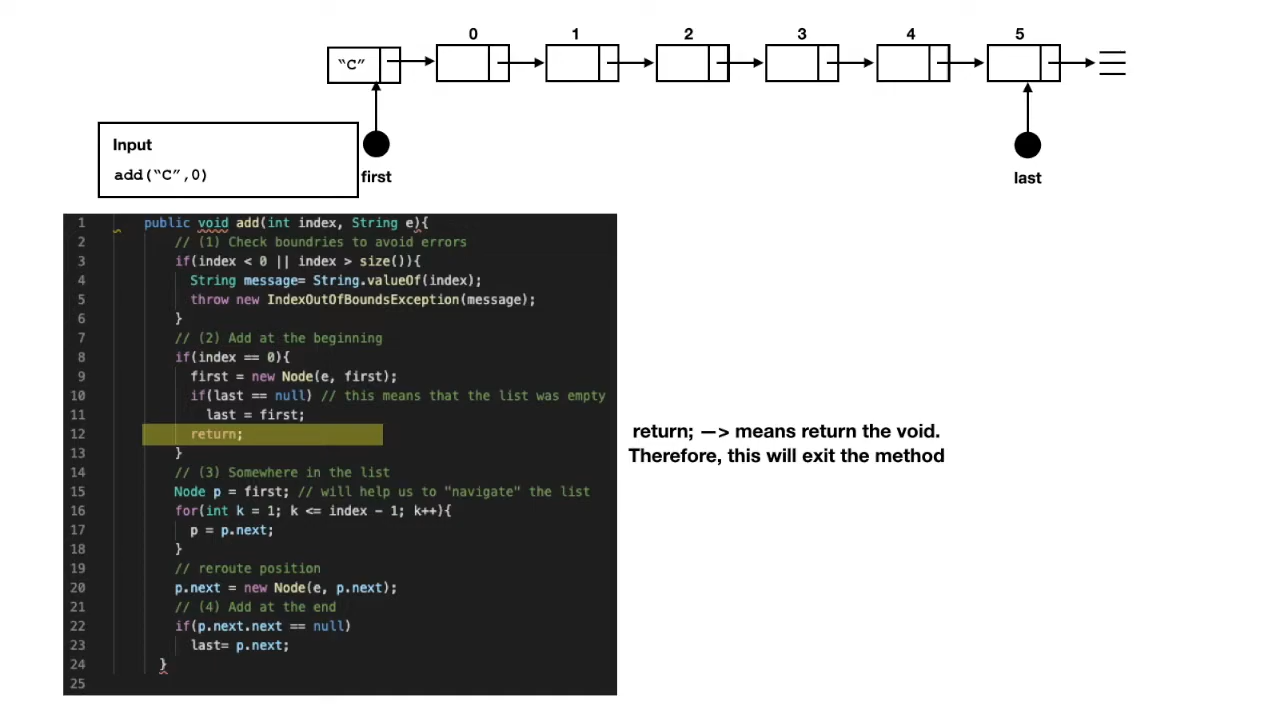 0 1 2 3 4 5
“C”
Input
add(“C”,0)
first
last
1 public void add(int index, String e){
2 // (1) Check boundries to avoid errors
3 if(index < 0 || index > size()){
4 String message= String.valueOf(index);
5 throw new IndexOutOfBoundsException(message);
6 }
7 // (2) Add at the beginning
8 if(index == 0){
9 first = new Node(e, first);
10 if(last == null) // this means that the list was empty
11 last = first;
12 return;
13 }
14 // (3) Somewhere in the list
15 Node p = first; // will help us to "navigate" the list
16 for(int k = 1; k <= index - 1; k++){
17 p = p.next;
18 }
19 // reroute position
20 p.next = new Node(e, p.next);
21 // (4) Add at the end
22 if(p.next.next == null)
23 last= p.next;
24 }
25
return; —> means return the void.
Therefore, this will exit the method